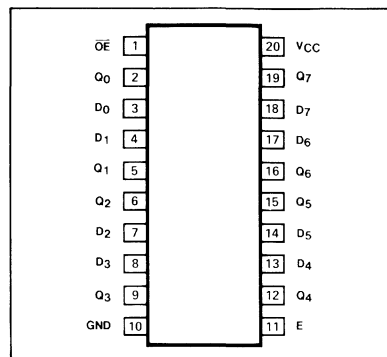 OE 1 20 VCC
Q0 2 19 Q7
D0 3 18 D7
D1 4 17 D6
Q1 5 16 Q6
Q2 6 15 Q5
D2 7 14 D5
D3 8 13 D4
Q3 9 12 Q4
GND 10 11 E